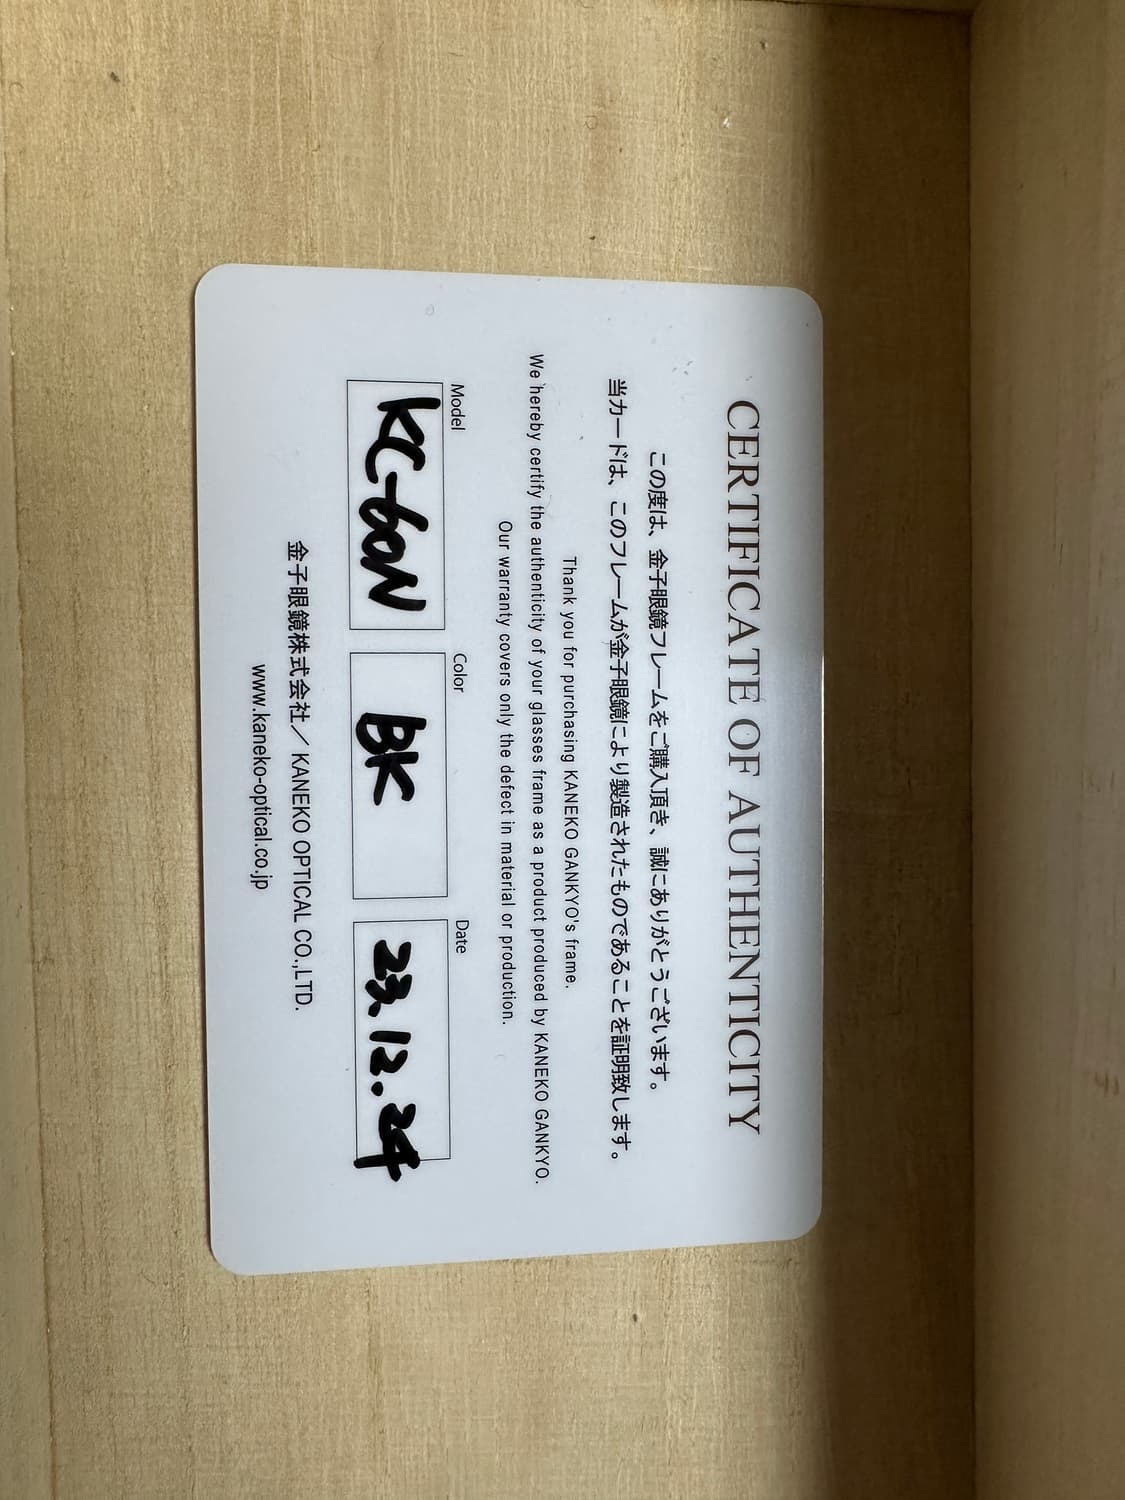 CERTIFICATE OF AUTHENTICITY
この度は、金子眼鏡フレームをご購入頂き、誠にありがとうございます。
当カードは、このフレームが金子眼鏡により製造されたものであることを証明致します。
Thank you for purchasing KANEKO GANKYO's frame.
We hereby certify the authenticity of your glasses frame as a product produced by KANEKO GANKYO.
Our warranty covers only the defect in material or production.
Model Color Date
KC-60N BK 23.12.24
金子眼鏡株式会社／KANEKO OPTICAL CO.,LTD.
www.kaneko-optical.co.jp